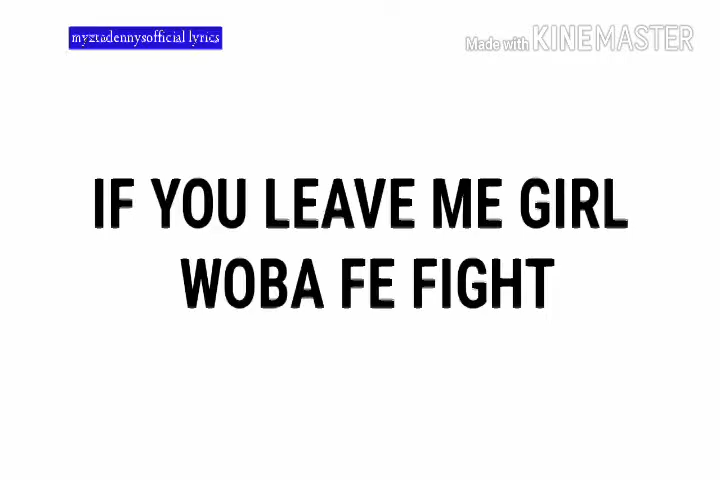 myztadennysofficial lyrics
Made with KINEMASTER
IF YOU LEAVE ME GIRL
WOBA FE FIGHT